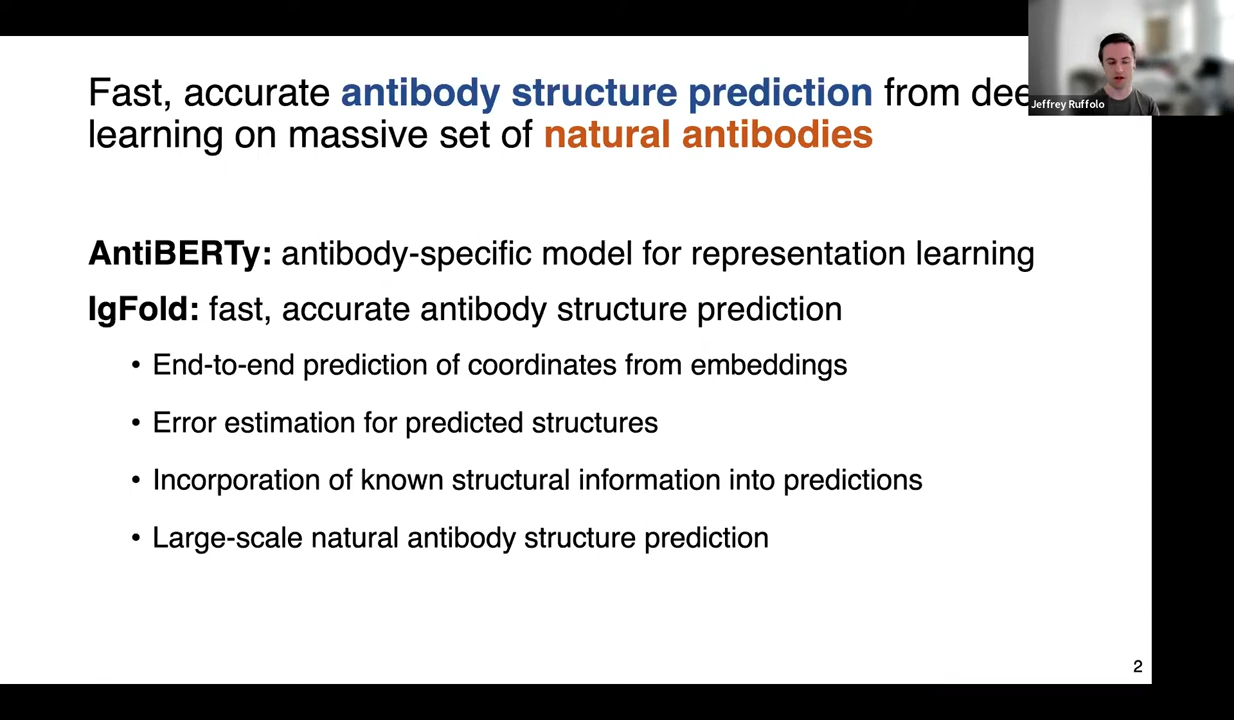 Fast, accurate antibody structure prediction from dee
learning on massive set of natural antibodies
Jeffrey Ruffolo
AntiBERTy: antibody-specific model for representation learning
IgFold: fast, accurate antibody structure prediction
• End-to-end prediction of coordinates from embeddings
• Error estimation for predicted structures
• Incorporation of known structural information into predictions
• Large-scale natural antibody structure prediction
2